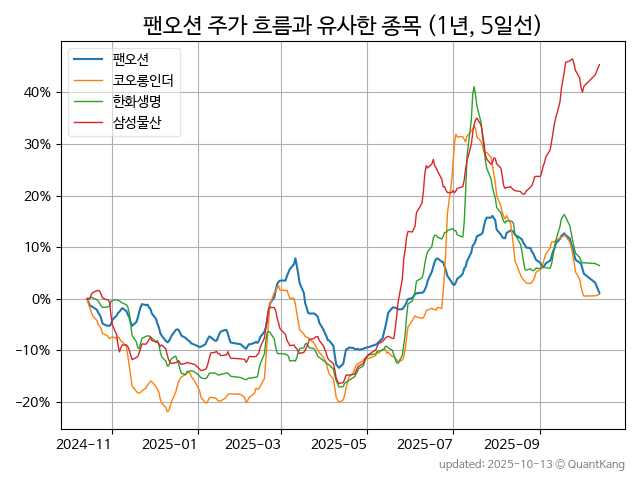 팬오션 주가 흐름과 유사한 종목 (1년, 5일선)
팬오션
코오롱인더
한화생명
삼성물산
40%
30%
20%
10%
0%
−10%
−20%
2024-11
2025-01
2025-03
2025-05
2025-07
2025-09
updated: 2025-10-13 © QuantKang